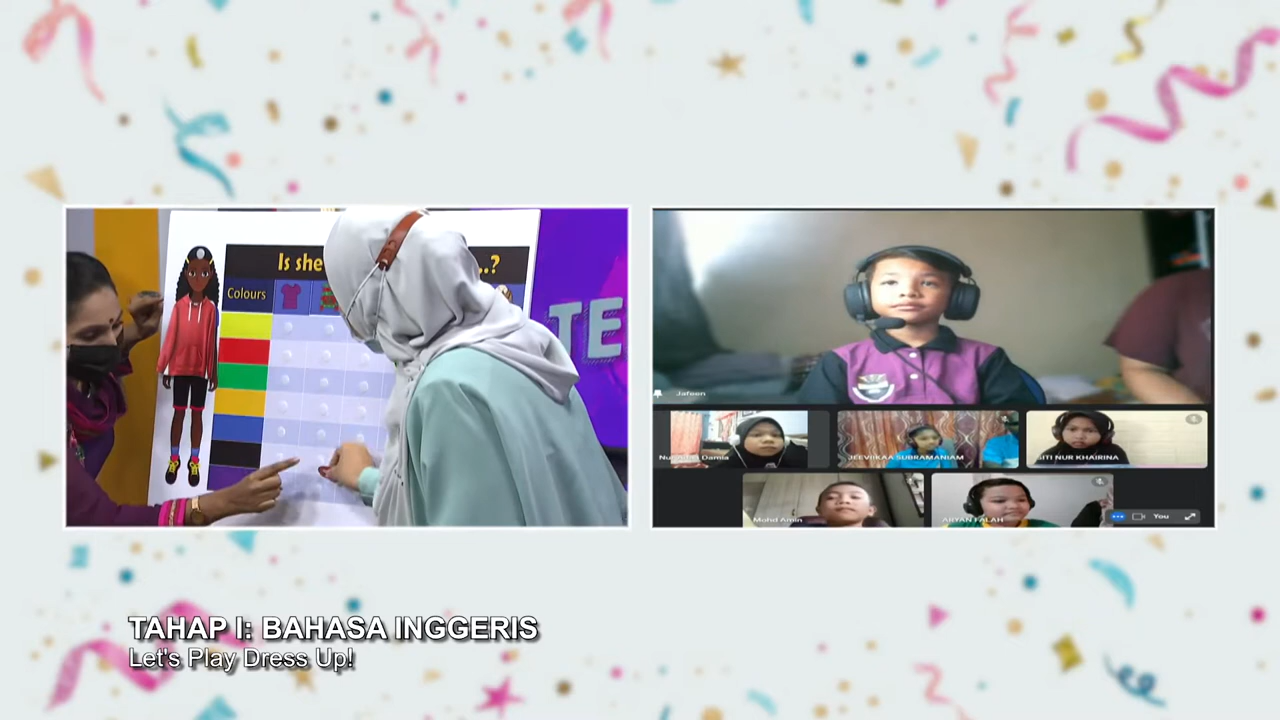 Is she
..?
Colours
TE
Jafeen
Damia
JEEVIKAA SUBRAMANIAM
SITI NUR KHAIRINA
Mohd Amin
ARYAN FALAH
You
TAHAP I: BAHASA INGGERIS
Let's Play Dress Up!